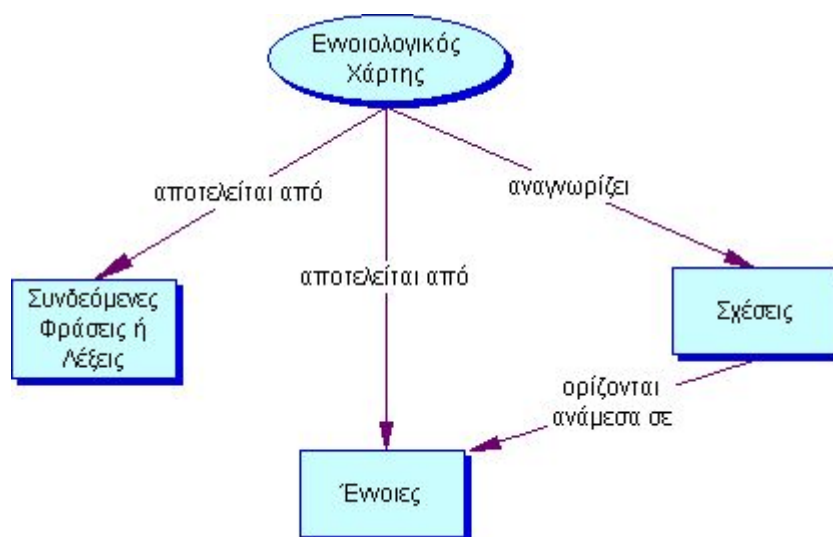 Εννοιολογικός
Χάρτης
αποτελείται από
αναγνωρίζει
αποτελείται από
Συνδεόμενες
Φράσεις ή
Λέξεις
Σχέσεις
ορίζονται
ανάμεσα σε
Έννοιες